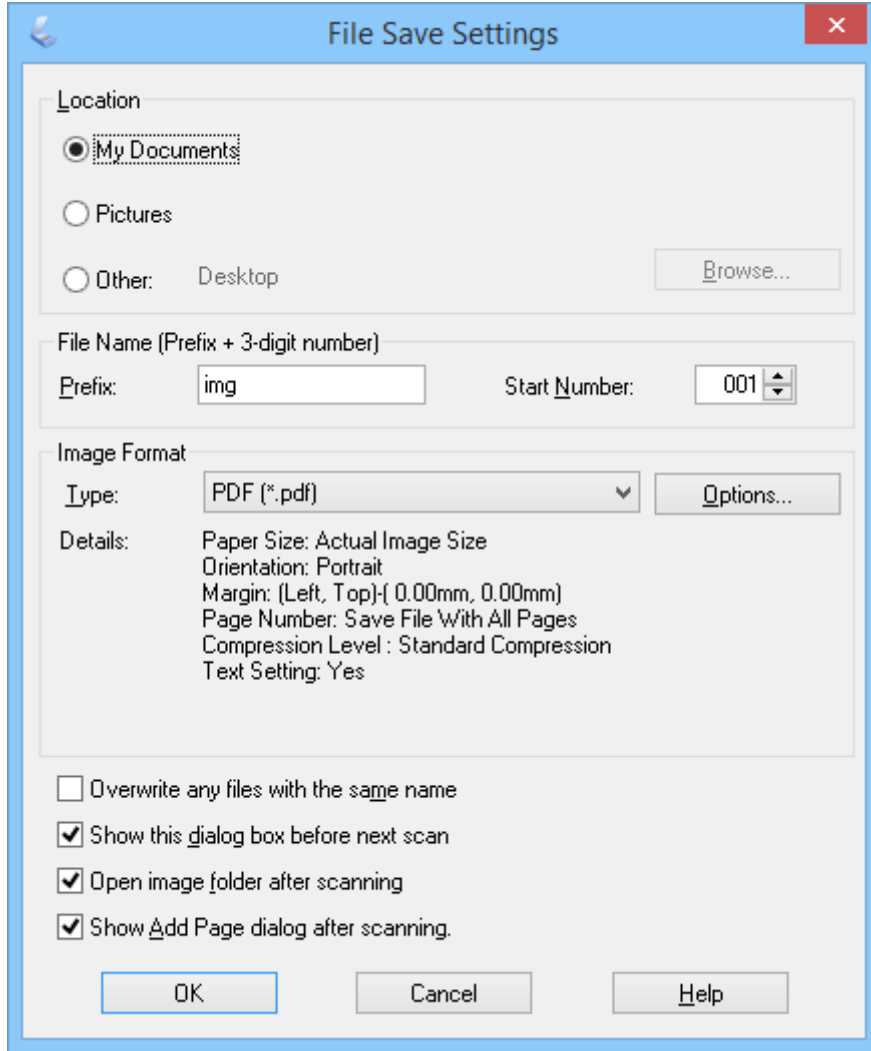 File Save Settings
Location
My Documents
Pictures
Other: Desktop Browse...
File Name (Prefix + 3-digit number)
Prefix: img Start Number: 001
Image Format
Type: PDF (*.pdf) Options...
Details: Paper Size: Actual Image Size
Orientation: Portrait
Margin: (Left, Top)-( 0.00mm, 0.00mm)
Page Number: Save File With All Pages
Compression Level : Standard Compression
Text Setting: Yes
Overwrite any files with the same name
Show this dialog box before next scan
Open image folder after scanning
Show Add Page dialog after scanning.
OK Cancel Help